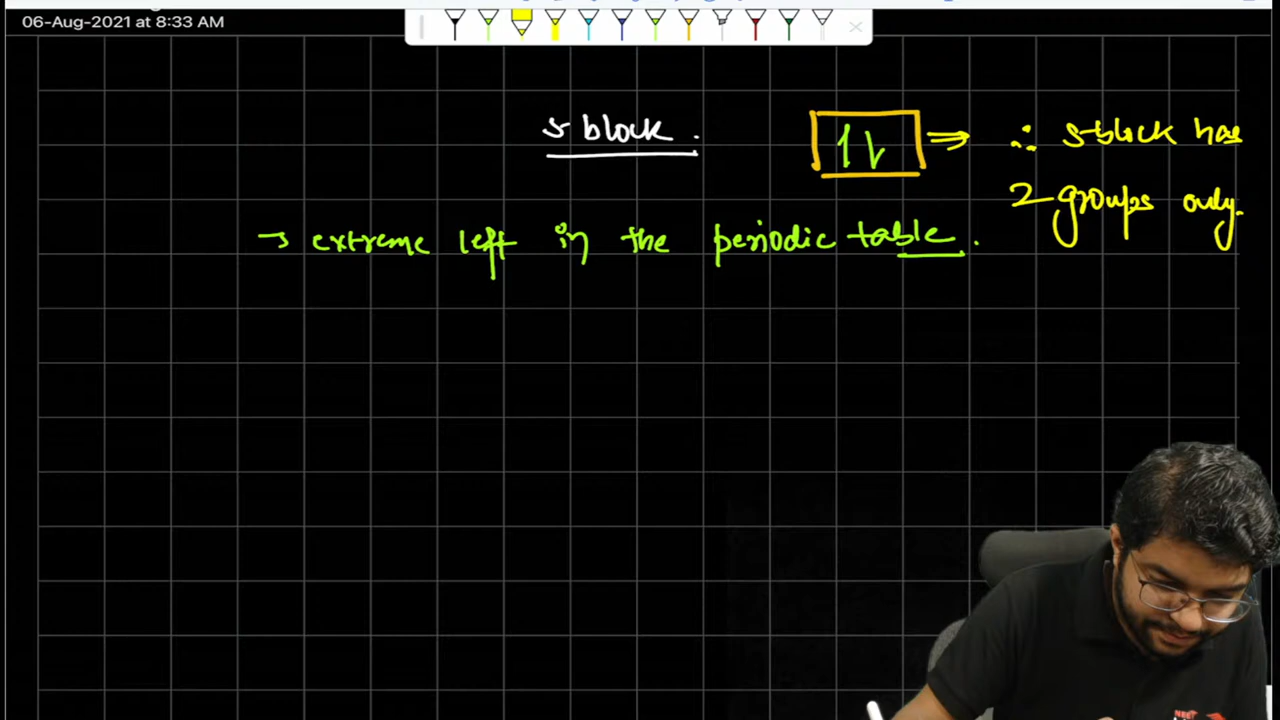 06-Aug-2021 at 8:33 AM
s block.
∴ s-block has
2 groups only.
→ extreme left in the periodic table.
NEET